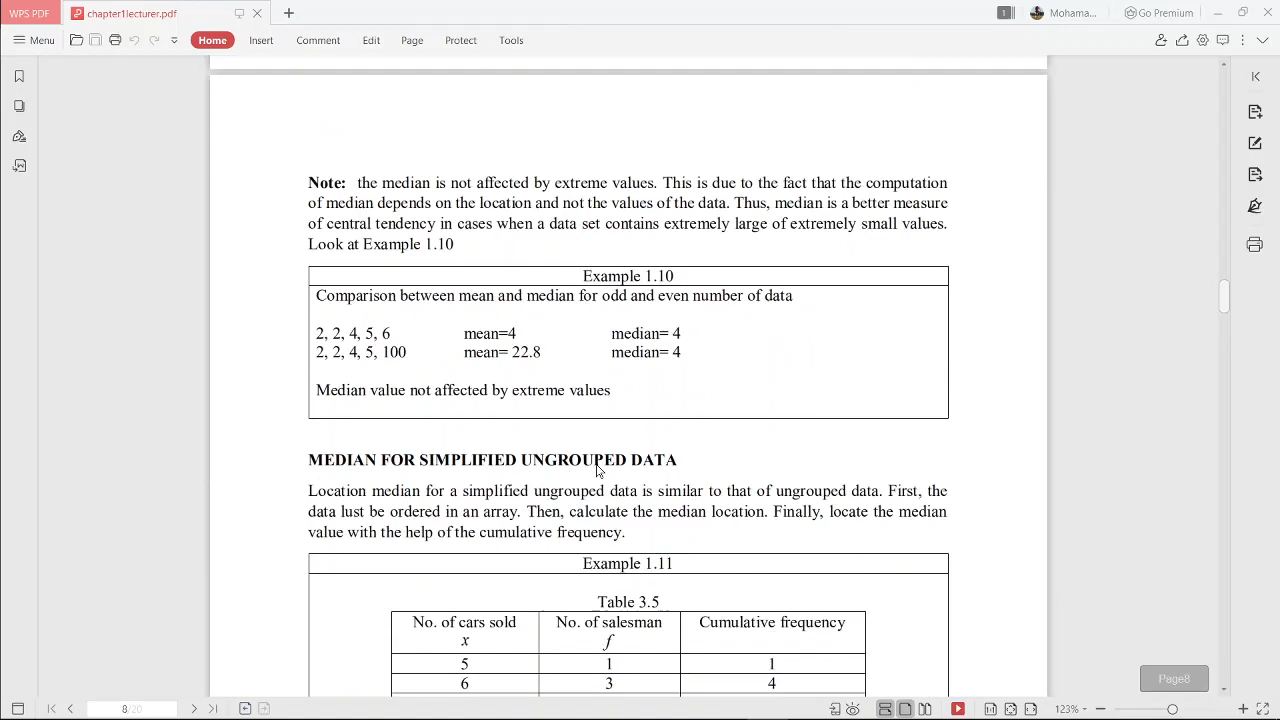 WPS PDF
chapter1lecturer.pdf
1
Mohama...
Go Premium
Menu
Home
Insert
Comment
Edit
Page
Protect
Tools
Note: the median is not affected by extreme values. This is due to the fact that the computation
of median depends on the location and not the values of the data. Thus, median is a better measure
of central tendency in cases when a data set contains extremely large of extremely small values.
Look at Example 1.10
Example 1.10
Comparison between mean and median for odd and even number of data
2, 2, 4, 5, 6 mean=4 median= 4
2, 2, 4, 5, 100 mean= 22.8 median= 4
Median value not affected by extreme values
MEDIAN FOR SIMPLIFIED UNGROUPED DATA
Location median for a simplified ungrouped data is similar to that of ungrouped data. First, the
data lust be ordered in an array. Then, calculate the median location. Finally, locate the median
value with the help of the cumulative frequency.
Example 1.11
Table 3.5
No. of cars sold No. of salesman Cumulative frequency
x f
5 1 1
6 3 4
Page8
8/20
123%